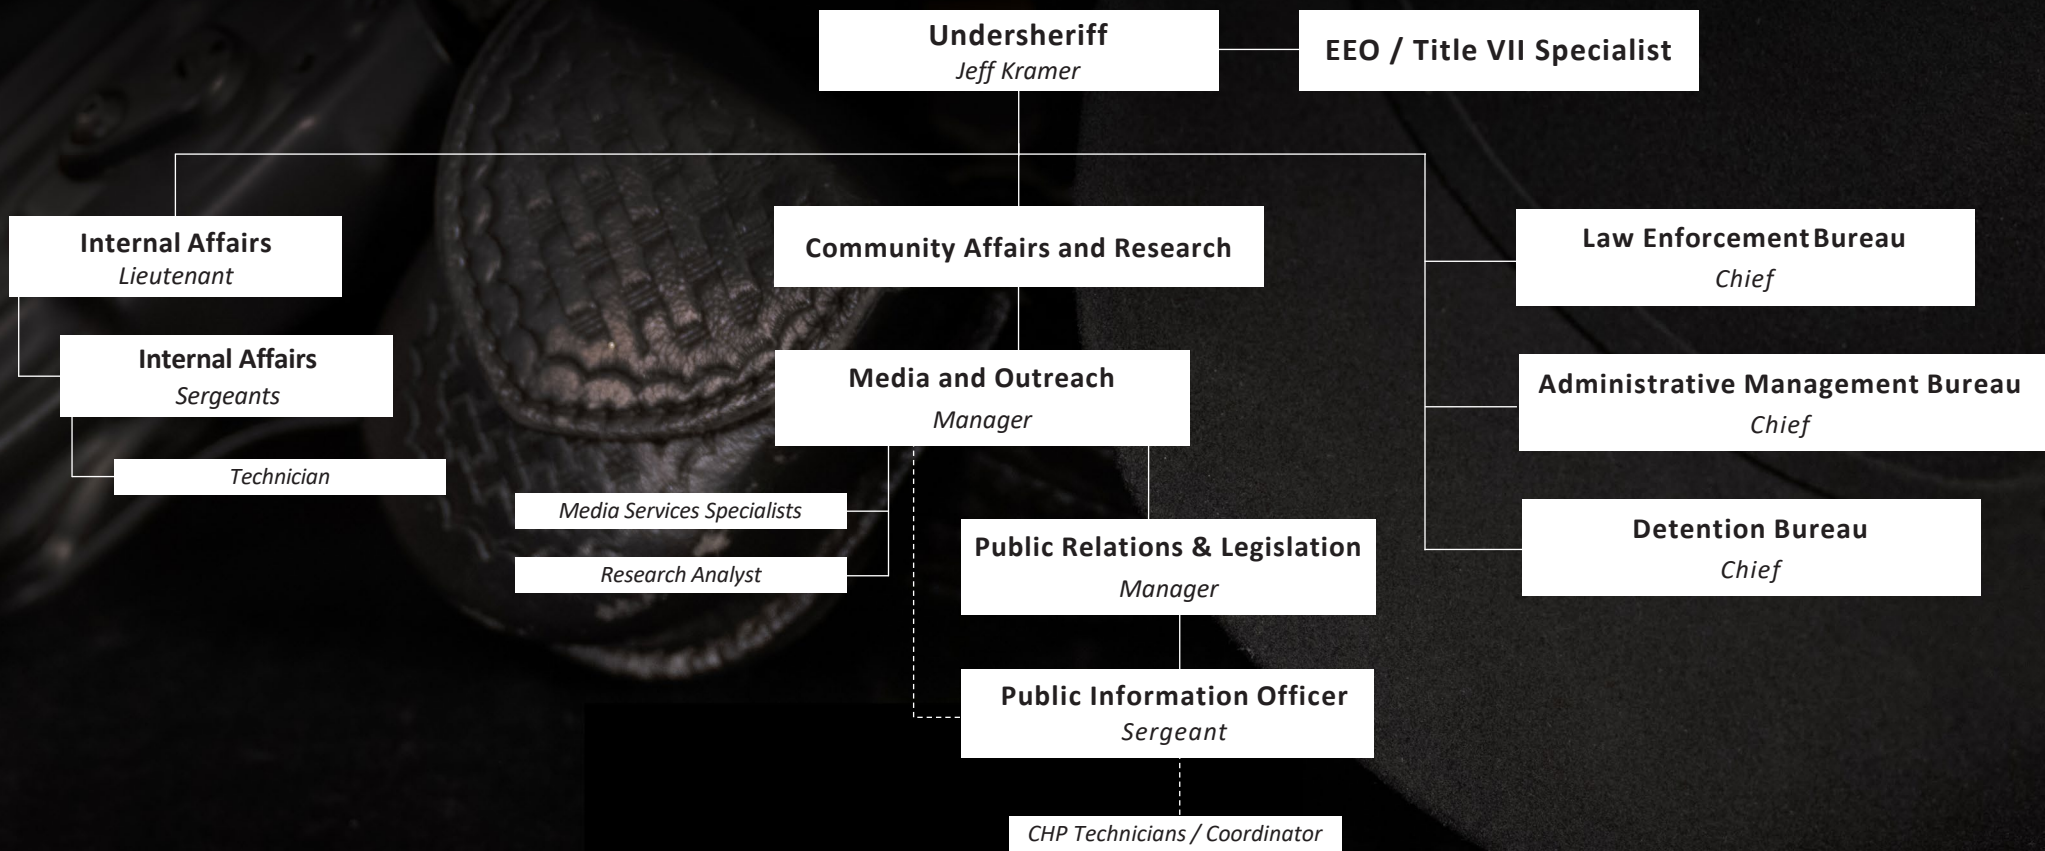 Undersheriff
Jeff Kramer
EEO / Title VII Specialist
Internal Affairs
Lieutenant
Internal Affairs
Sergeants
Technician
Community Affairs and Research
Media and Outreach
Manager
Media Services Specialists
Research Analyst
Public Relations & Legislation
Manager
Public Information Officer
Sergeant
CHP Technicians / Coordinator
Law Enforcement Bureau
Chief
Administrative Management Bureau
Chief
Detention Bureau
Chief